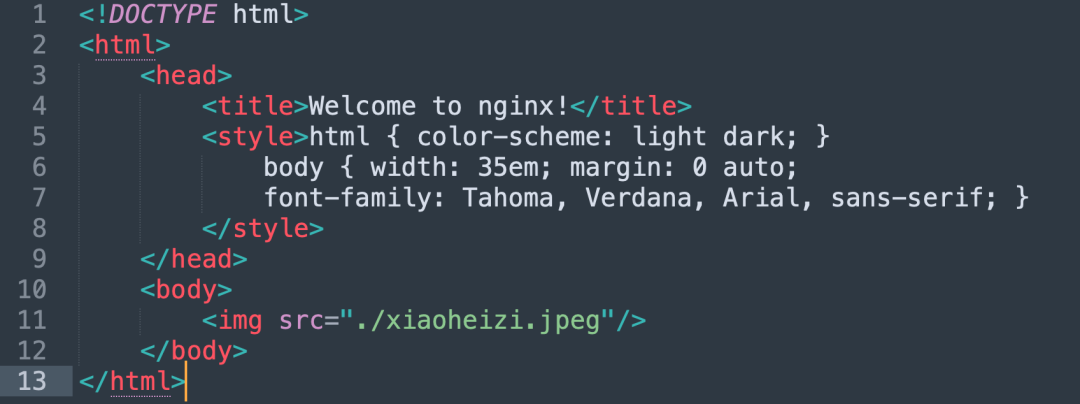 1 <!DOCTYPE html>
2 <html>
3 <head>
4 <title>Welcome to nginx!</title>
5 <style>html { color-scheme: light dark; }
6 body { width: 35em; margin: 0 auto;
7 font-family: Tahoma, Verdana, Arial, sans-serif; }
8 </style>
9 </head>
10 <body>
11 <img src="./xiaoheizi.jpeg"/>
12 </body>
13 </html>